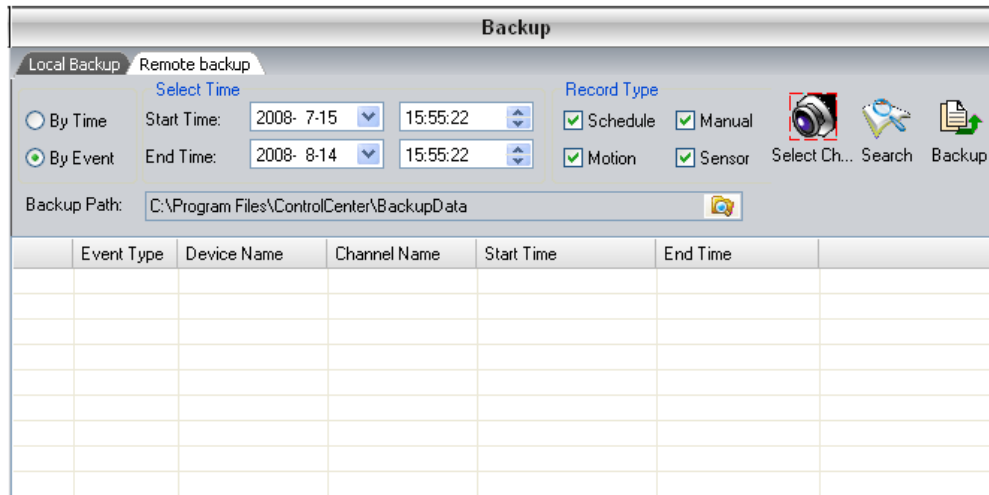 Backup
Local Backup Remote backup
Select Time Record Type
By Time Start Time: 2008- 7-15 15:55:22 Schedule Manual
By Event End Time: 2008- 8-14 15:55:22 Motion Sensor Select Ch... Search Backup
Backup Path: C:\Program Files\ControlCenter\BackupData
Event Type Device Name Channel Name Start Time End Time